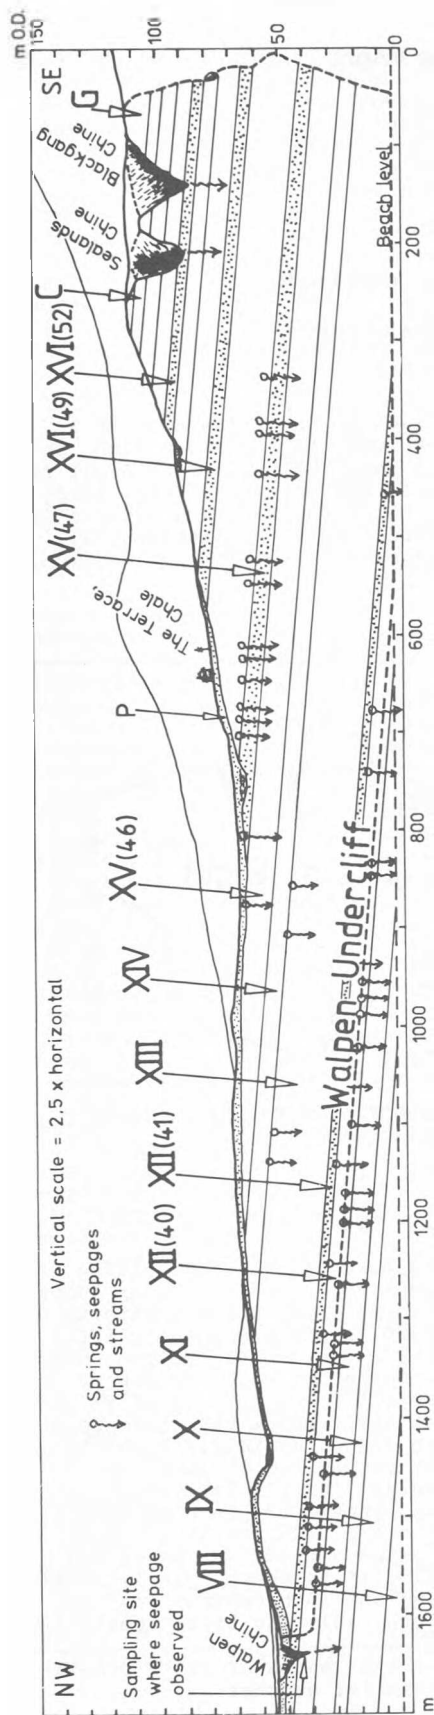 NW
Vertical scale = 2.5 x horizontal
SE
m O.D.
150
100
50
0
Sampling site
where seepage
observed
Springs, seepages
and streams
VIII
IX
X
XI
XII(40)
XII(41)
XIII
XIV
XV(46)
P
XV(47)
XVI(49)
XVI(52)
C
G
Walpen
Chine
The Terrace,
Chale
Sealands
Chine
Blackgang
Chine
Walpen Undercliff
Beach level
m
1600
1400
1200
1000
800
600
400
200
0